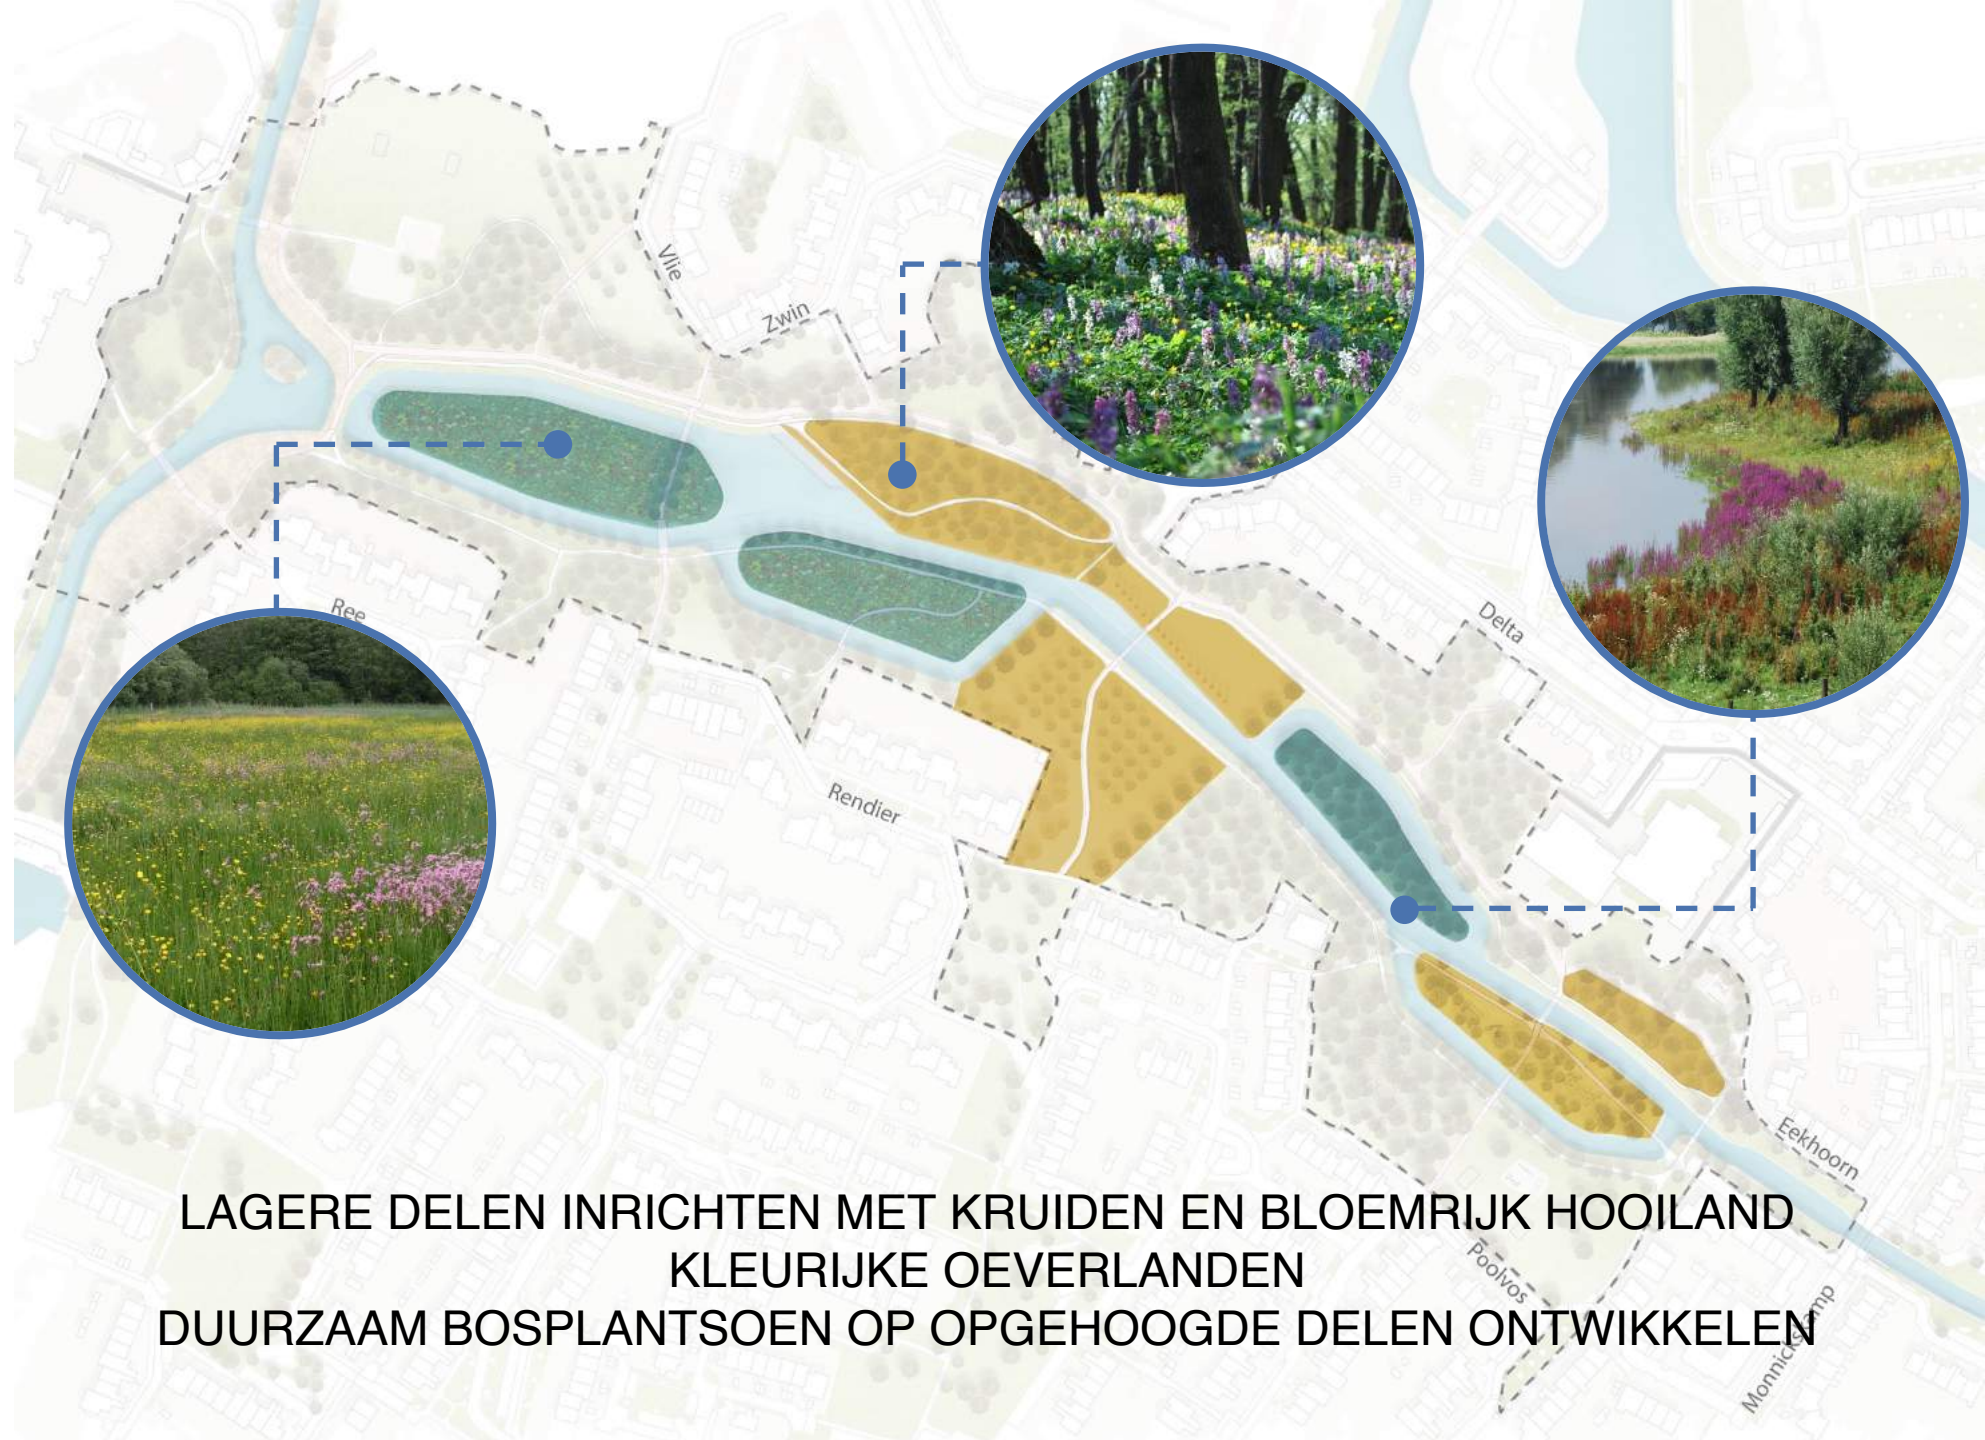 Vlie
Zwin
Delta
Ree
Rendier
Eekhoorn
LAGERE DELEN INRICHTEN MET KRUIDEN EN BLOEMRIJK HOOILAND
KLEURIJKE OEVERLANDEN
Poolvos
DUURZAAM BOSPLANTSOEN OP OPGEHOOGDE DELEN ONTWIKKELEN
Monnickskamp